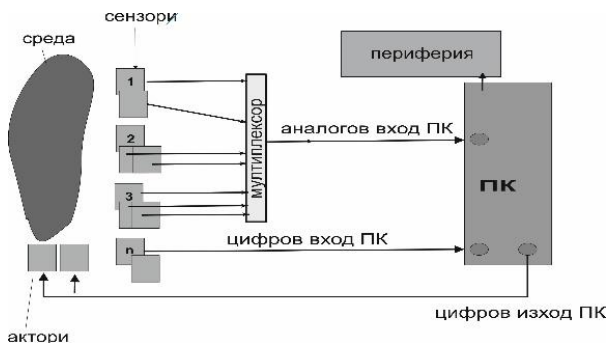 сензори
среда
периферия
1
2
3
n
мултиплексор
аналогов вход ПК
ПК
цифров вход ПК
цифров изход ПК
актори